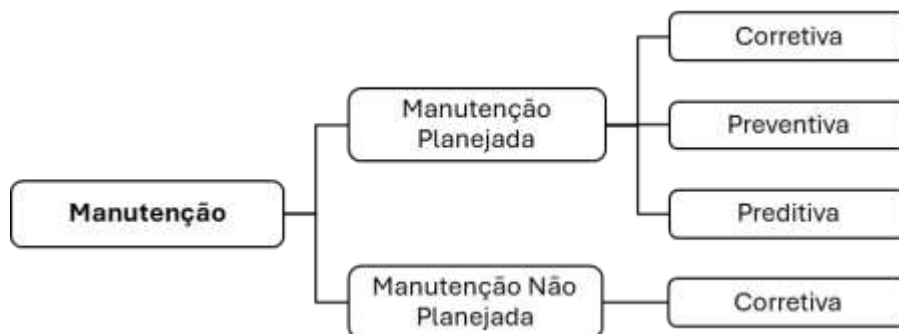 Manutenção
Manutenção
Planejada
Corretiva
Preventiva
Preditiva
Manutenção Não
Planejada
Corretiva